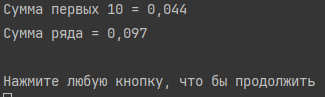 Сумма первых 10 = 0,044
Сумма ряда = 0,097
Нажмите любую кнопку, что бы продолжить